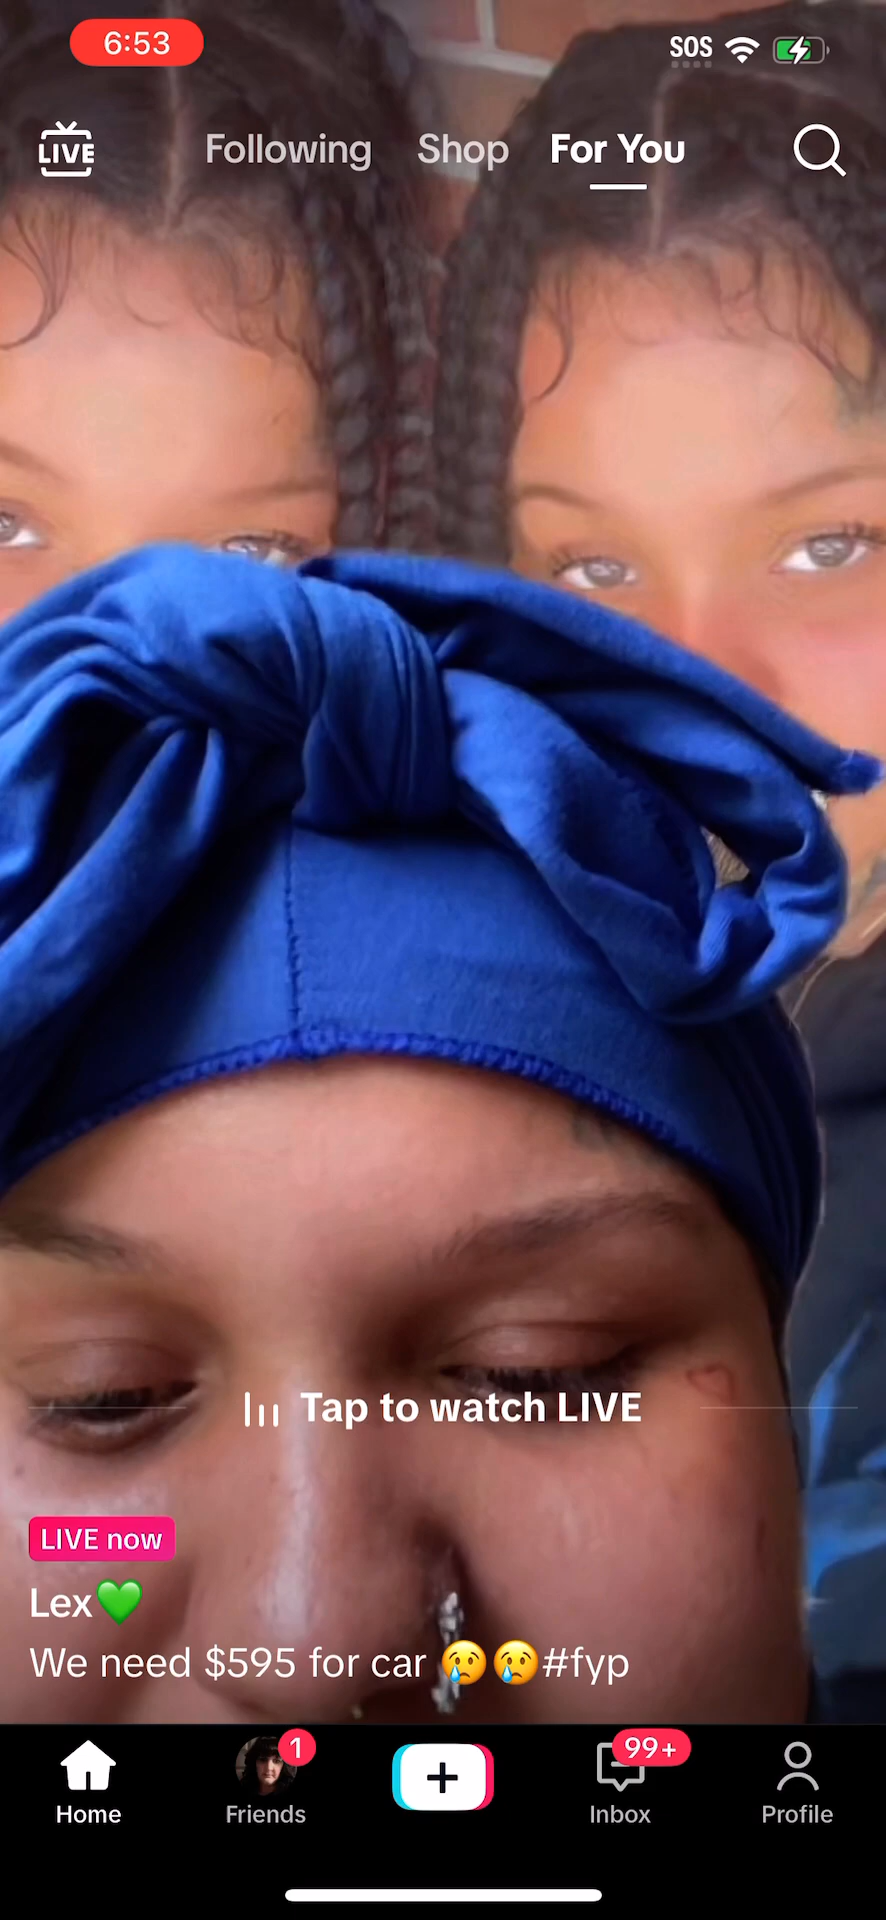 6:53
SOS
LIVE
Following
Shop
For You
Tap to watch LIVE
LIVE now
Lex💚
We need $595 for car 😢😢#fyp
1
99+
Home
Friends
Inbox
Profile